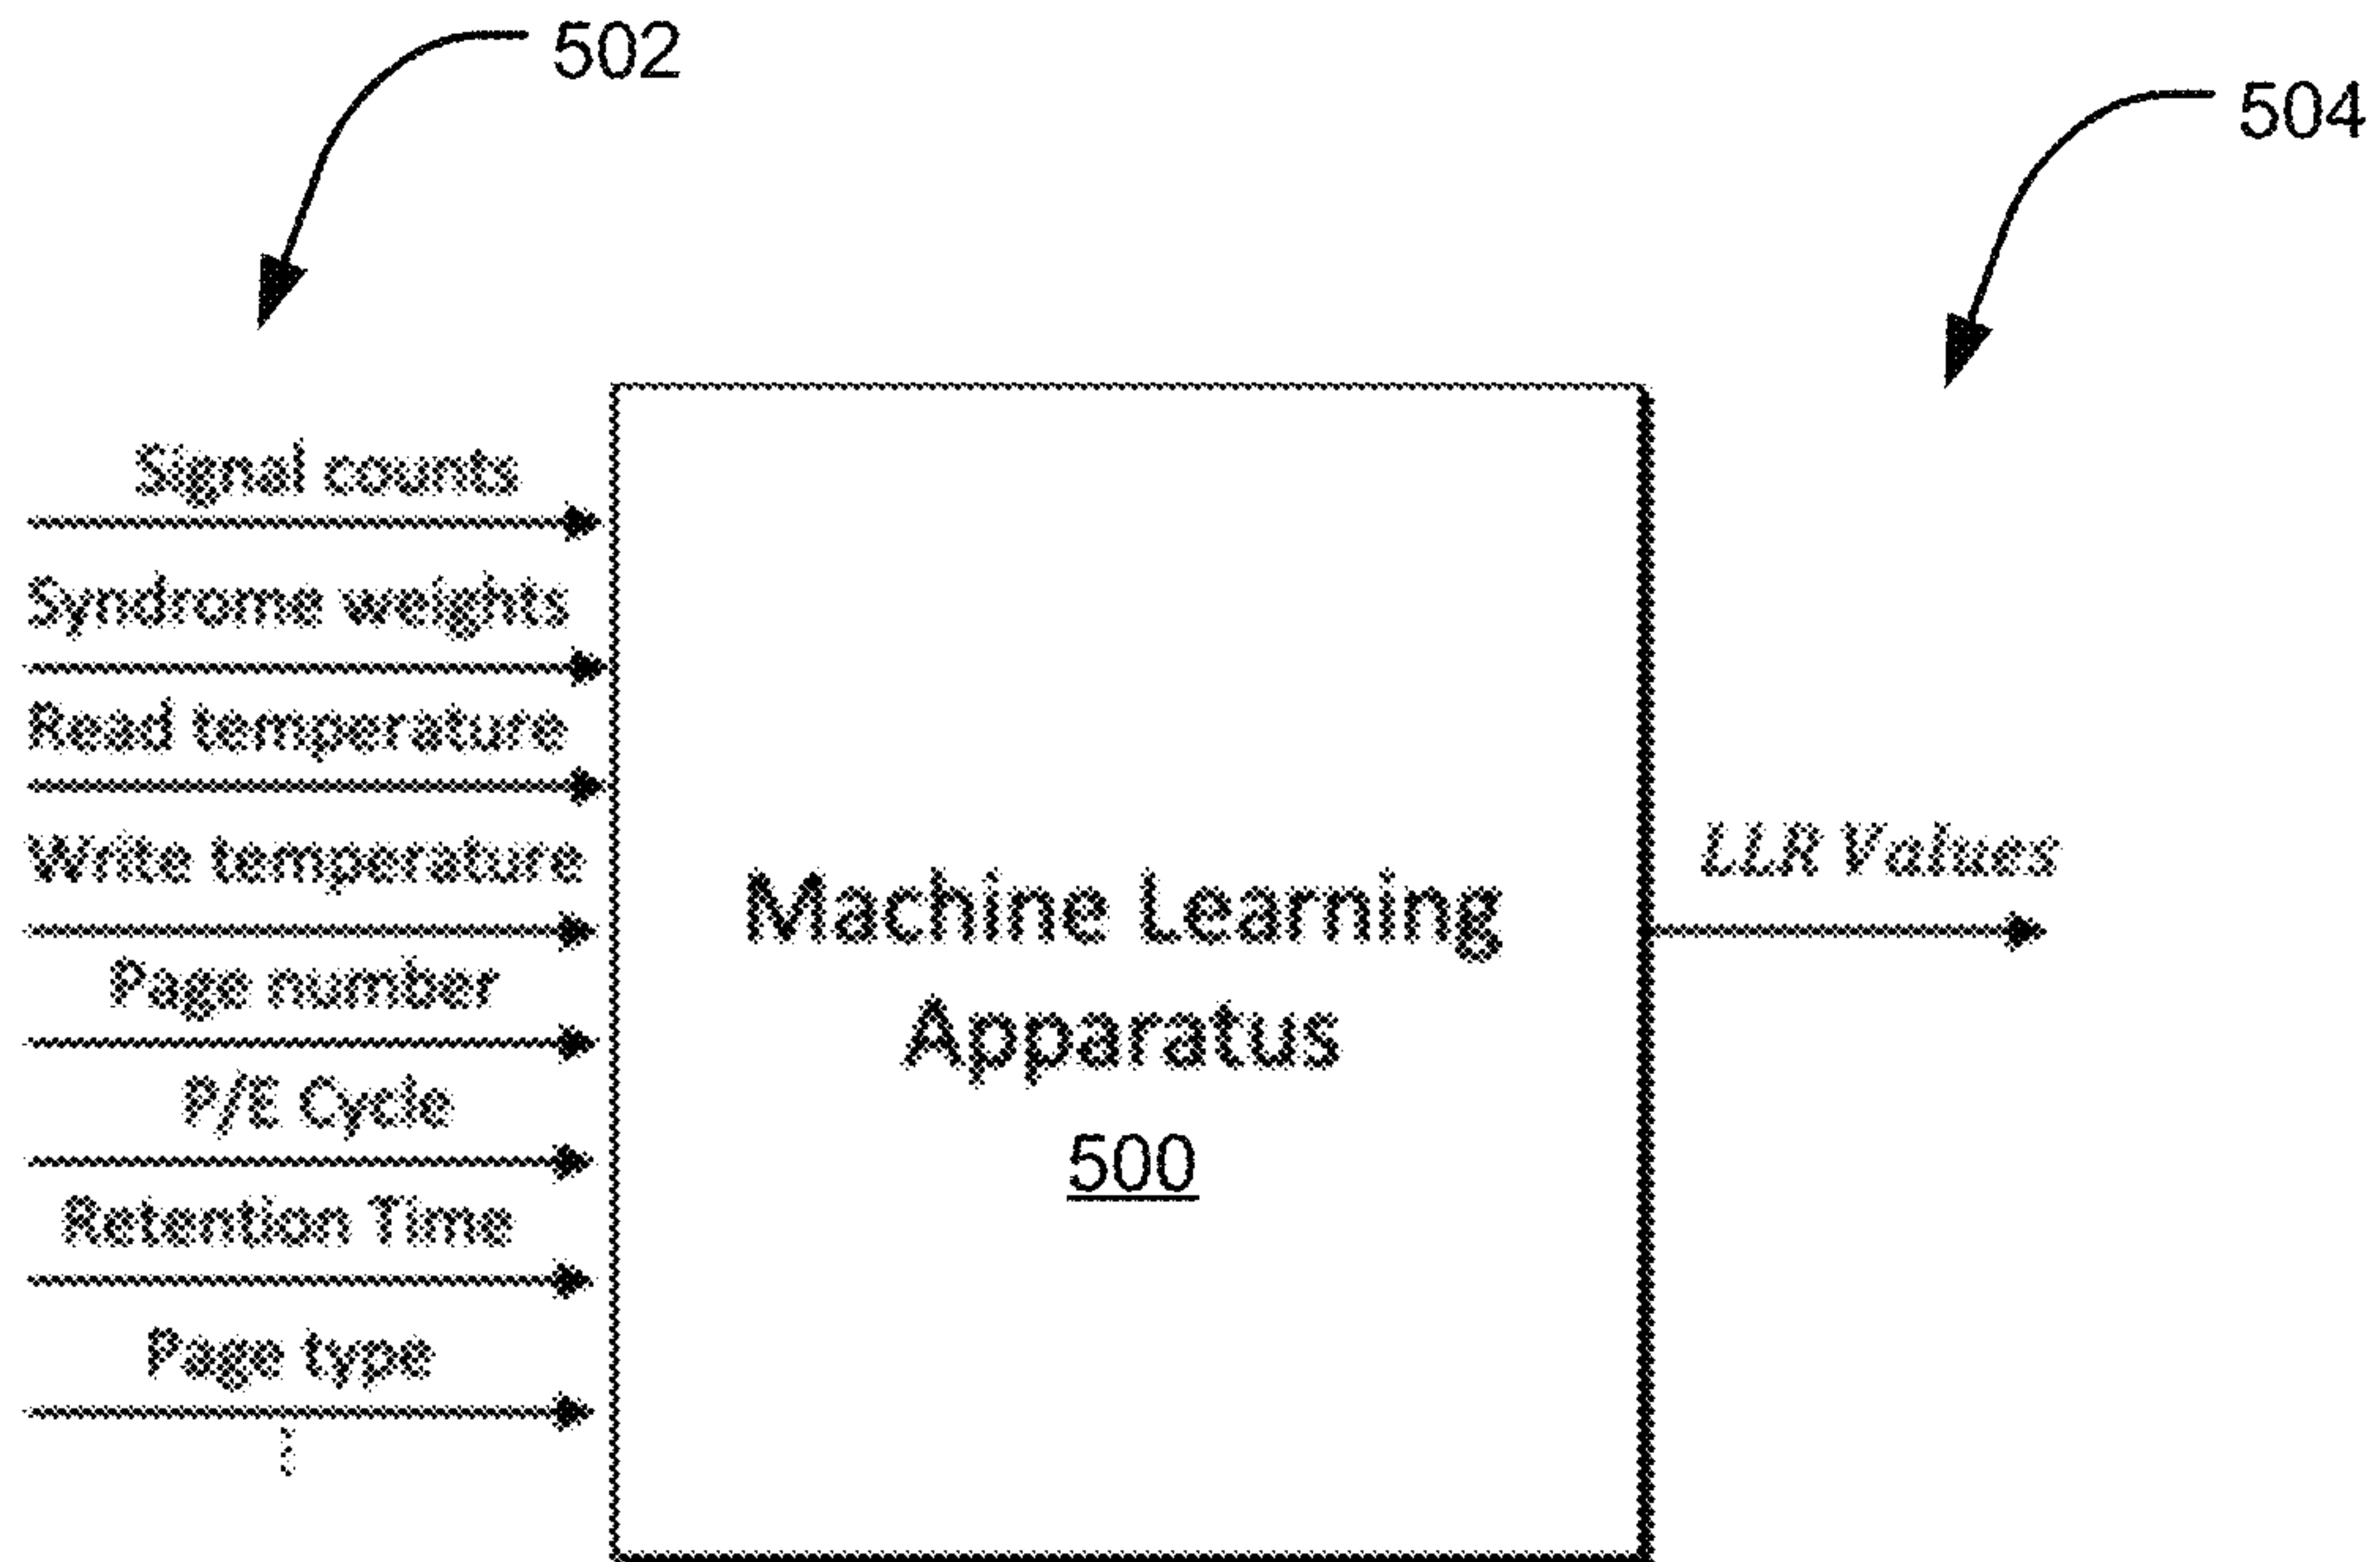 502
504
Signal counts
Syndrome weights
Read temperature
Write temperature
Page number
P/E Cycle
Retention Time
Page type
Machine Learning
Apparatus
500
LLR Values